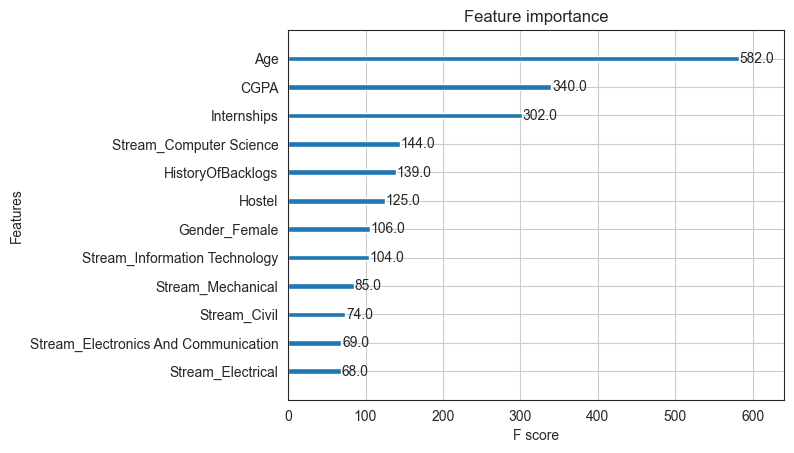 Feature importance
Age 582.0
CGPA 340.0
Internships 302.0
Stream_Computer Science 144.0
HistoryOfBacklogs 139.0
Hostel 125.0
Gender_Female 106.0
Stream_Information Technology 104.0
Stream_Mechanical 85.0
Stream_Civil 74.0
Stream_Electronics And Communication 69.0
Stream_Electrical 68.0
Features
0 100 200 300 400 500 600
F score